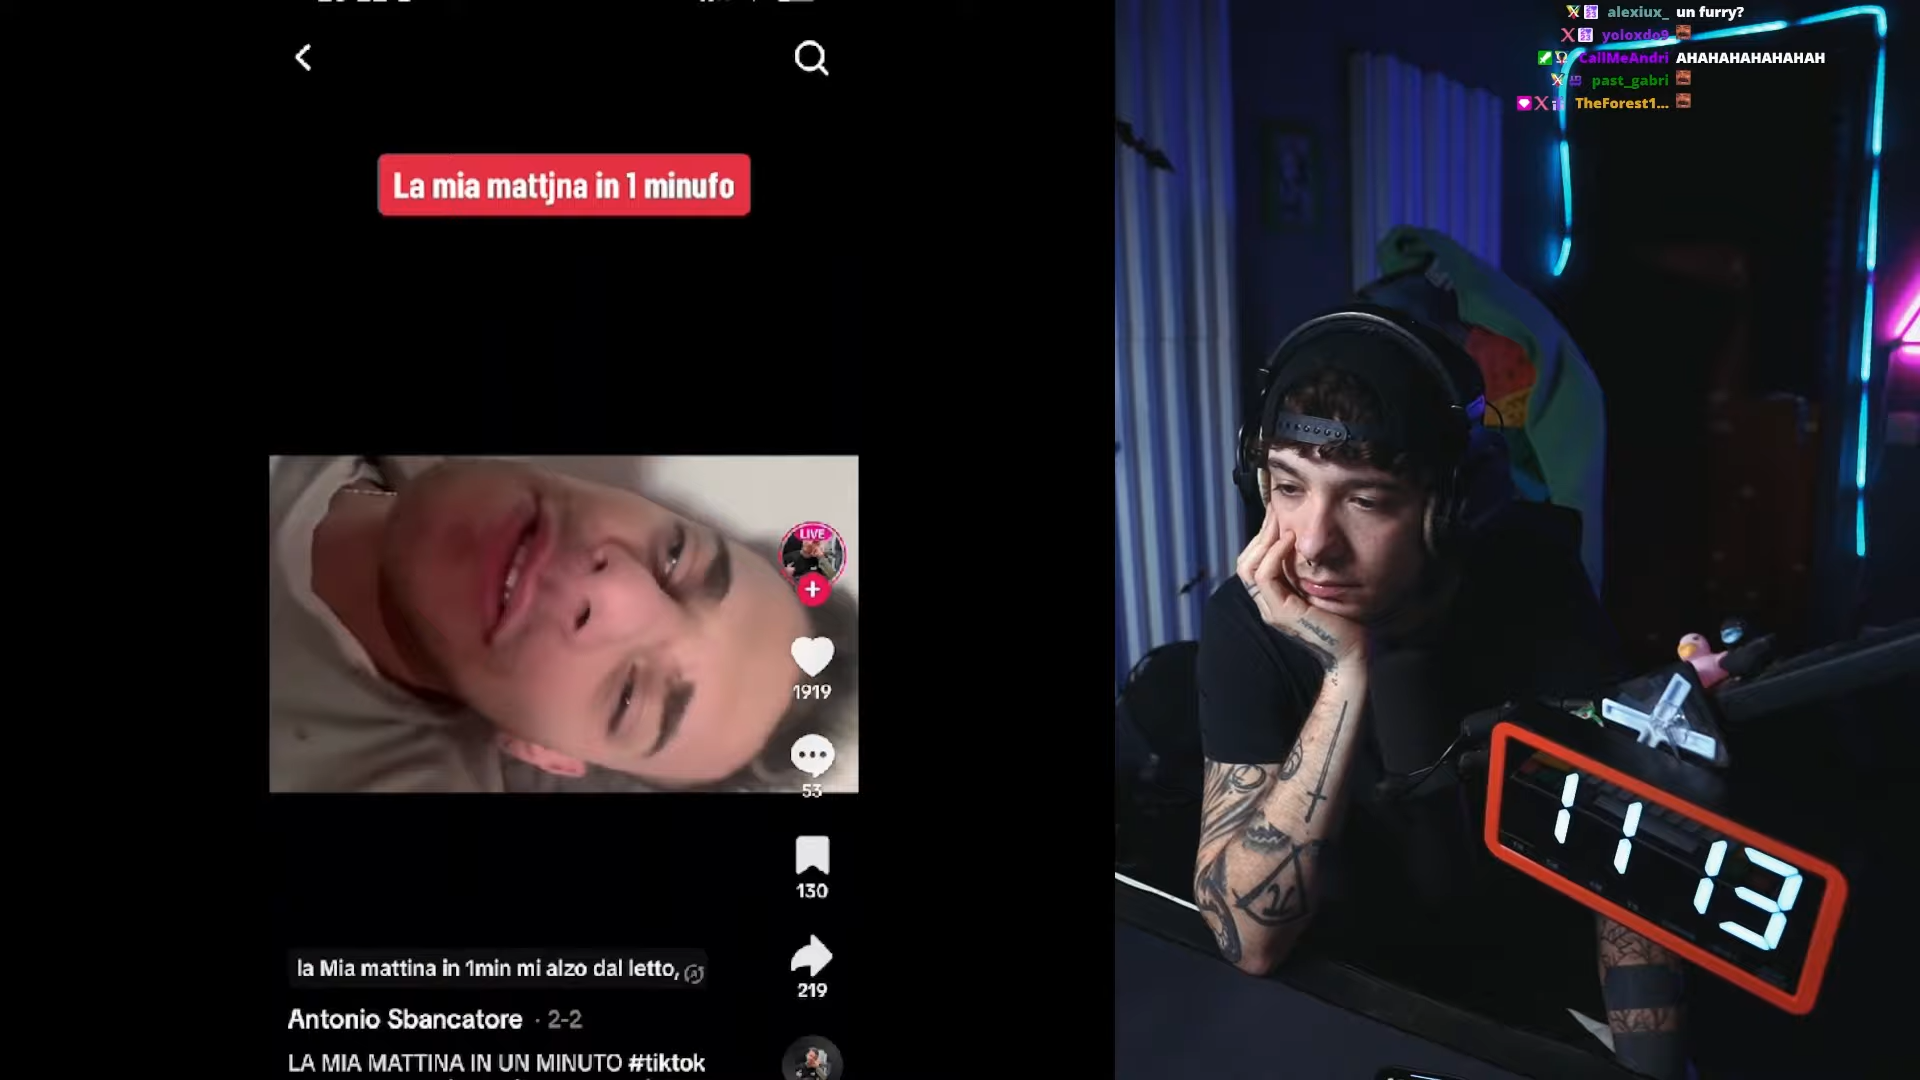 La mia mattjna in 1 minufo
LIVE
1919
53
130
219
la Mia mattina in 1min mi alzo dal letto,
Antonio Sbancatore · 2-2
LA MIA MATTINA IN UN MINUTO #tiktok
alexiux_ un furry?
yoloxdo9
CallMeAndri AHAHAHAHAHAHAH
past_gabri
TheForest1...
11 13